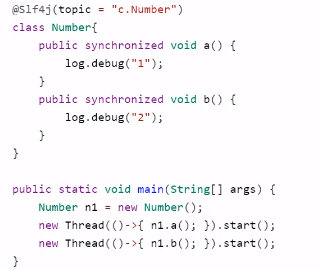 @Slf4j(topic = "c.Number")
class Number{
    public synchronized void a() {
        log.debug("1");
    }
    public synchronized void b() {
        log.debug("2");
    }
}

public static void main(String[] args) {
    Number n1 = new Number();
    new Thread(()->{ n1.a(); }).start();
    new Thread(()->{ n1.b(); }).start();
}